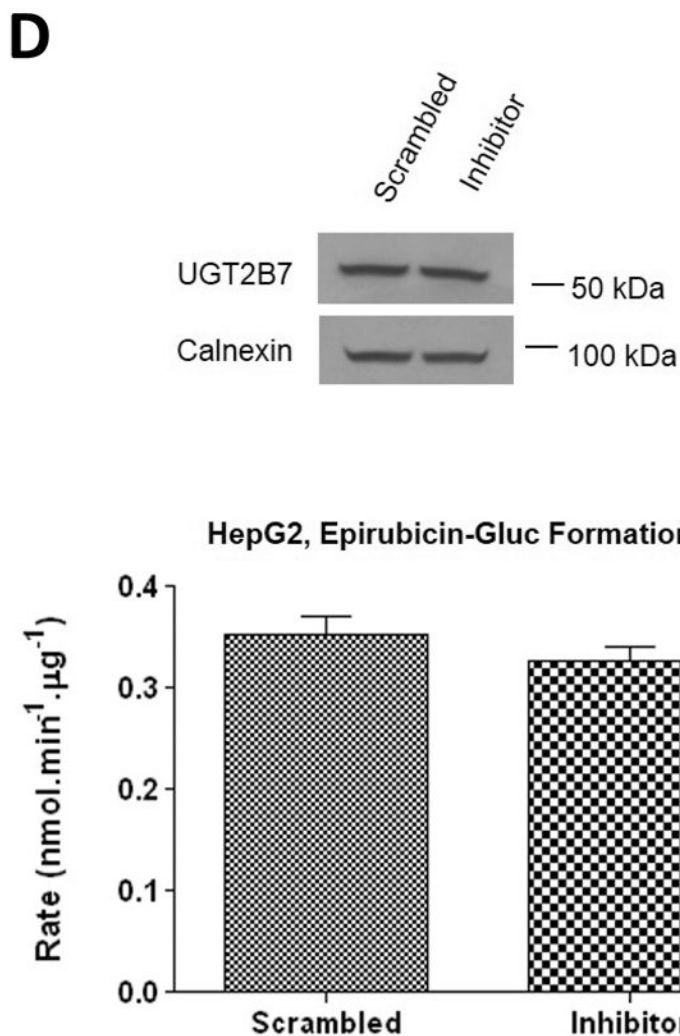 D
Scrambled
Inhibitor
UGT2B7
50 kDa
Calnexin
100 kDa
HepG2, Epirubicin-Gluc Formation
0.4
0.3
0.2
0.1
0.0
Rate (nmol.min⁻¹.µg⁻¹)
Scrambled
Inhibitor